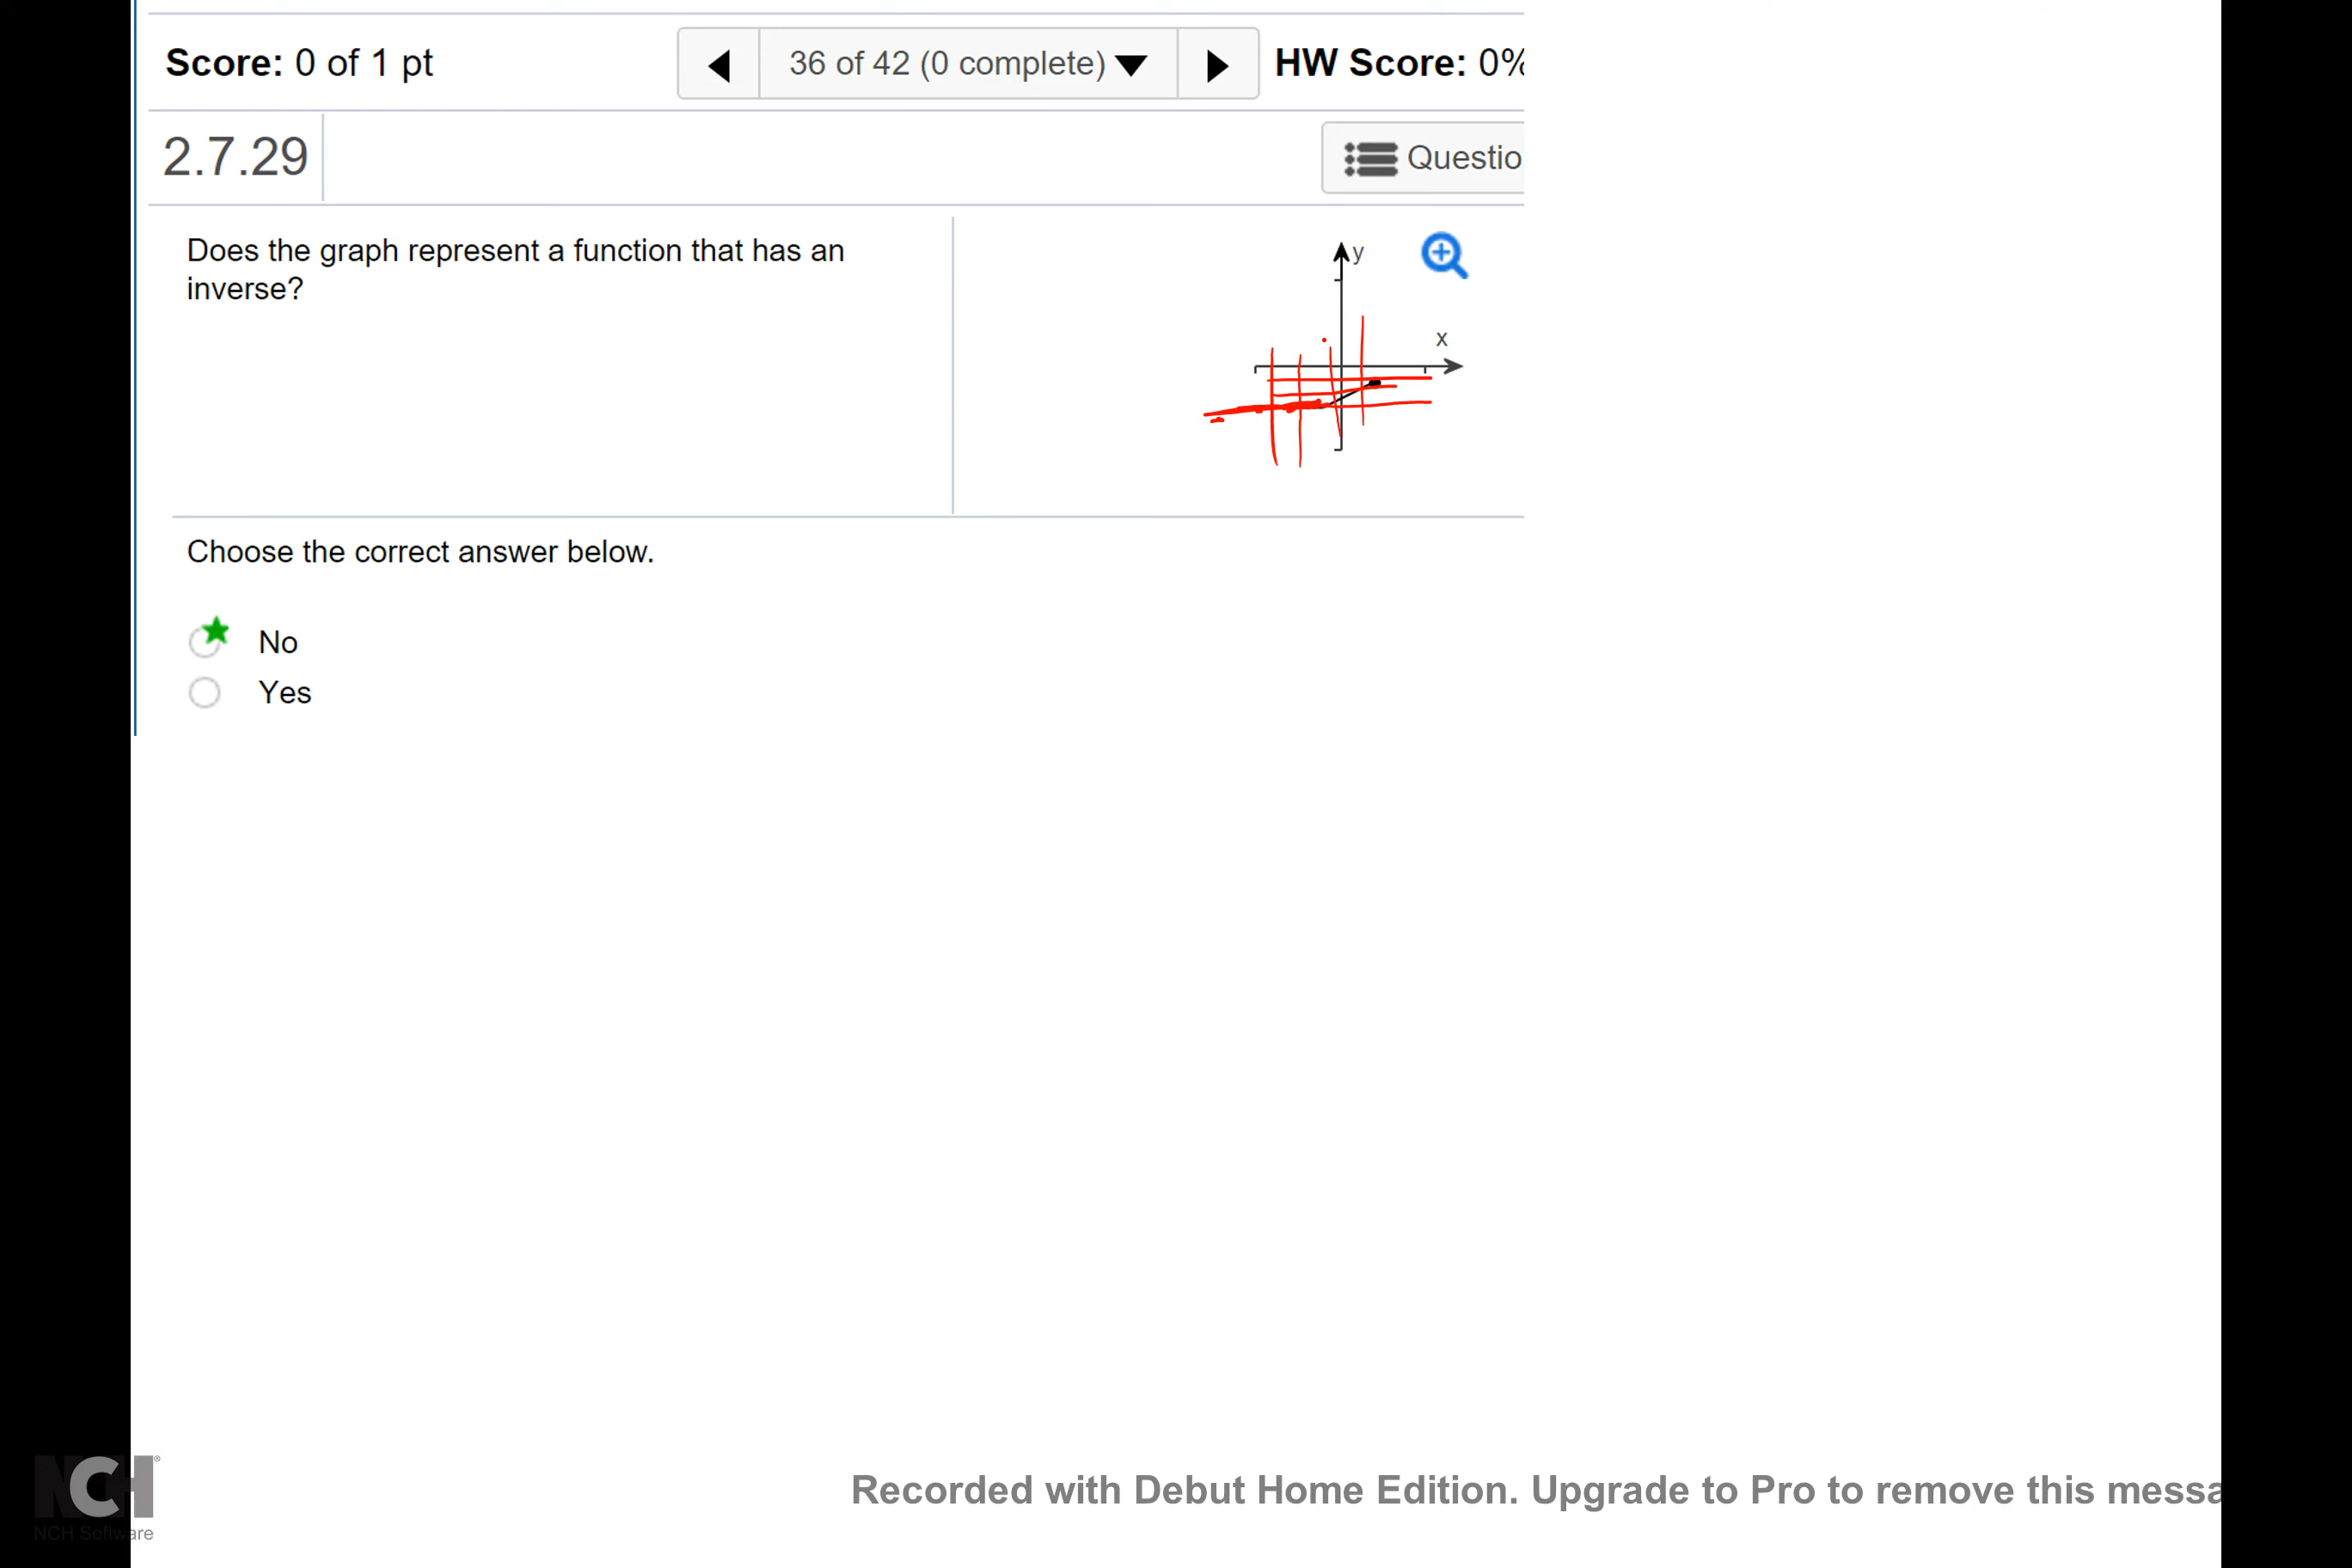 Score: 0 of 1 pt
36 of 42 (0 complete)
HW Score: 0%
2.7.29
Questio
Does the graph represent a function that has an
inverse?
y
x
Choose the correct answer below.
No
Yes
NCH®
NCH Software
Recorded with Debut Home Edition. Upgrade to Pro to remove this messa